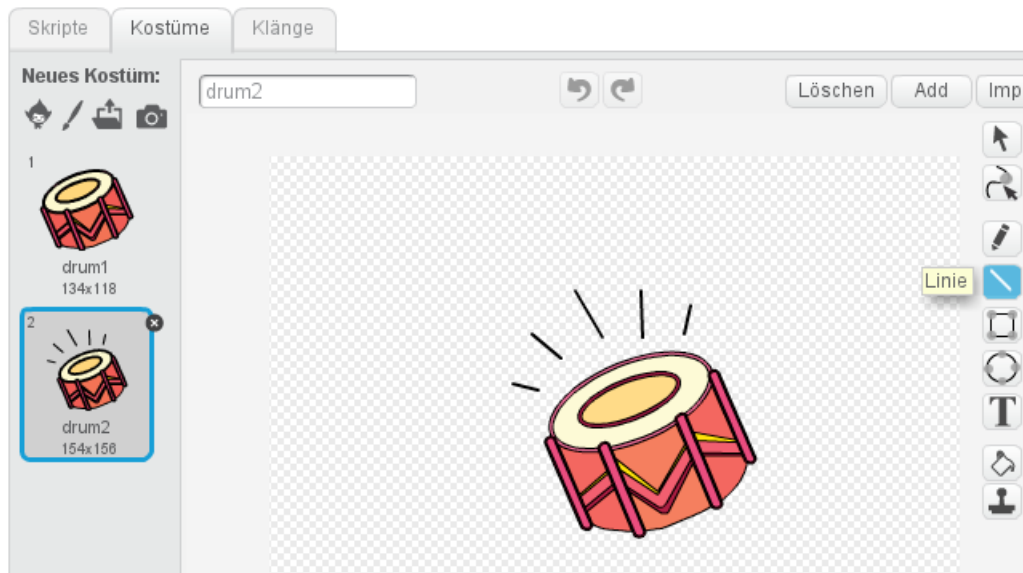 Skripte Kostüme Klänge
Neues Kostüm:
drum2
Löschen Add Imp
1
drum1
134x118
Linie
2
drum2
154x156
T